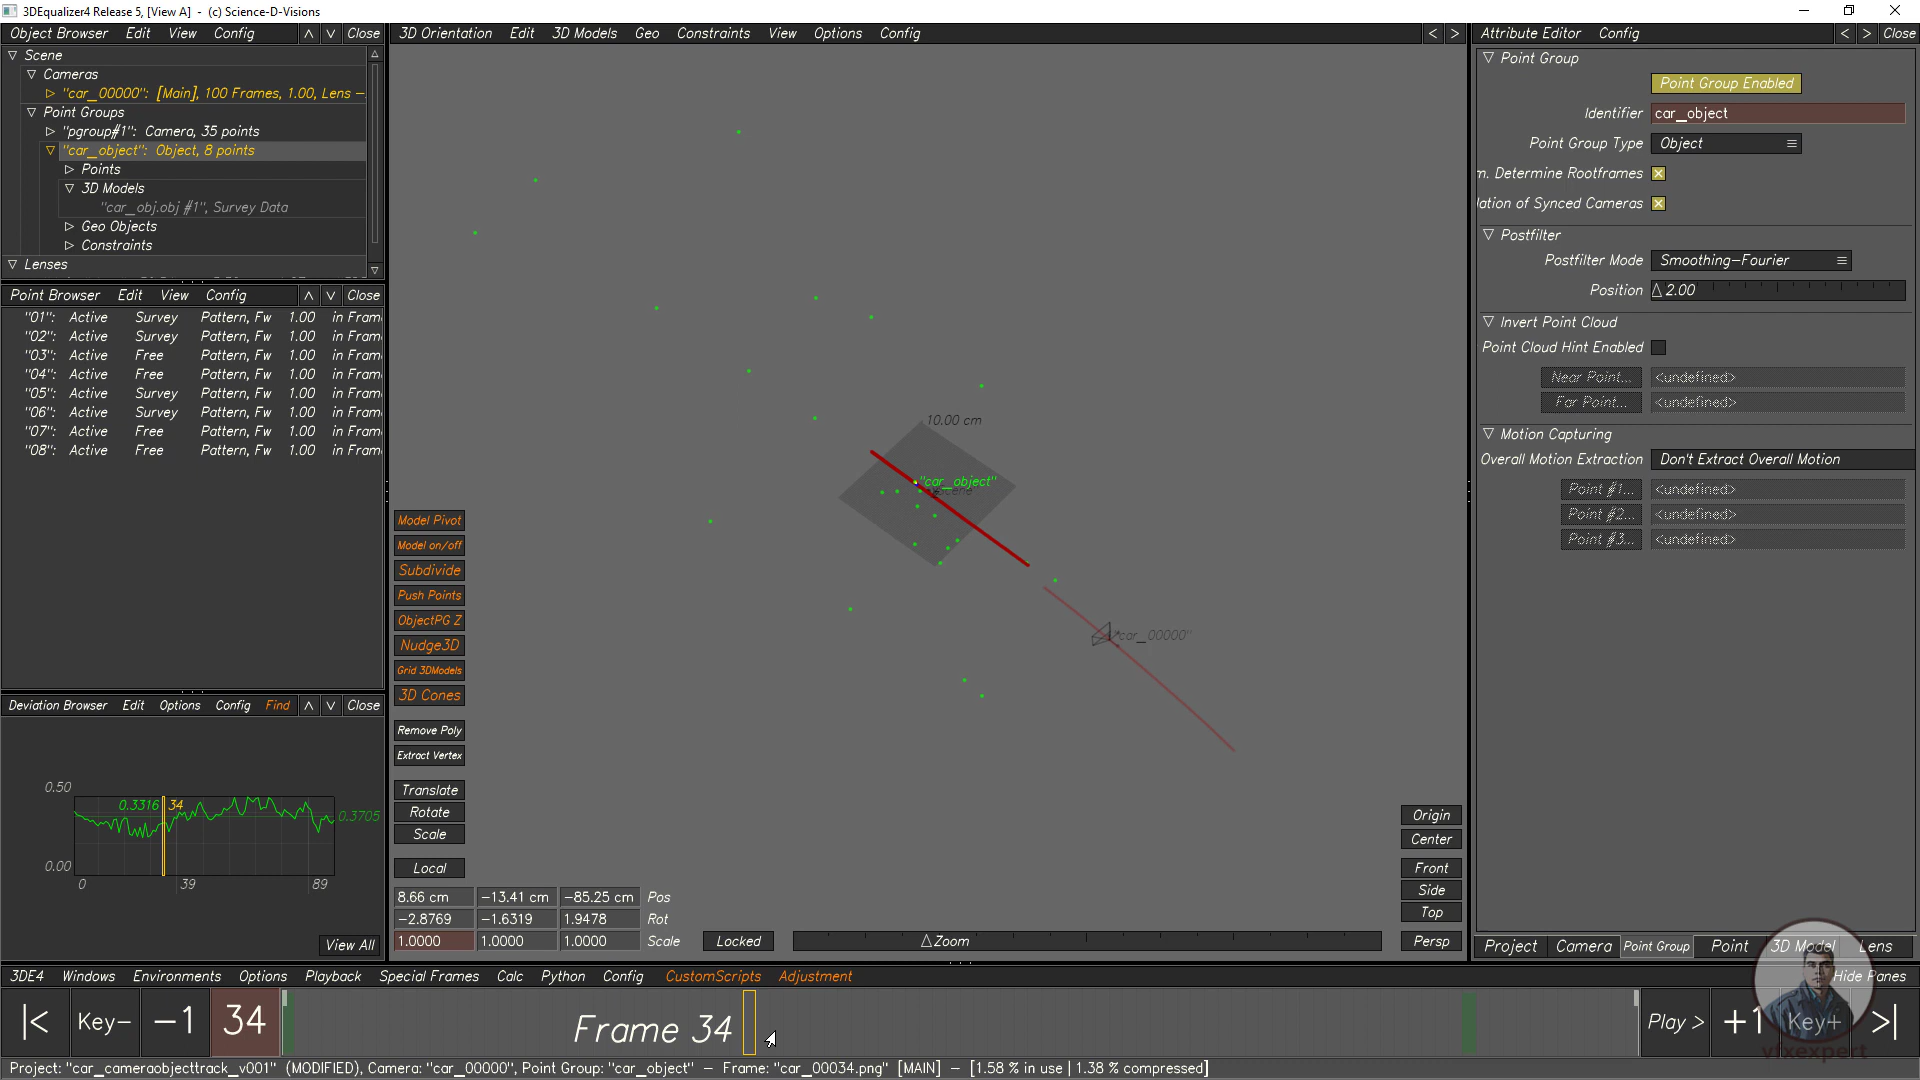 3DEqualizer4 Release 5, [View A]  -  (c) Science-D-Visions
Object Browser Edit View Config Close
Scene
Cameras
"car_00000": [Main], 100 Frames, 1.00, Lens -
Point Groups
"pgroup#1": Camera, 35 points
"car_object": Object, 8 points
Points
3D Models
"car_obj.obj #1", Survey Data
Geo Objects
Constraints
Lenses
Point Browser Edit View Config Close
"01": Active Survey Pattern, Fw 1.00 in Fram
"02": Active Survey Pattern, Fw 1.00 in Fram
"03": Active Free Pattern, Fw 1.00 in Fram
"04": Active Free Pattern, Fw 1.00 in Fram
"05": Active Survey Pattern, Fw 1.00 in Fram
"06": Active Survey Pattern, Fw 1.00 in Fram
"07": Active Free Pattern, Fw 1.00 in Fram
"08": Active Free Pattern, Fw 1.00 in Fram
Deviation Browser Edit Options Config Find Close
0.50
0.3316 34
0.3705
0.00
0 39 89
View All
3D Orientation Edit 3D Models Geo Constraints View Options Config < >
10.00 cm
"car_object"
"car_00000"
Model Pivot
Model on/off
Subdivide
Push Points
ObjectPG Z
Nudge3D
Grid 3DModels
3D Cones
Remove Poly
Extract Vertex
Translate
Rotate
Scale
Local
8.66 cm -13.41 cm -85.25 cm Pos
-2.8769 -1.6319 1.9478 Rot
1.0000 1.0000 1.0000 Scale Locked Zoom
Origin
Center
Front
Side
Top
Persp
Attribute Editor Config < > Close
Point Group
Point Group Enabled
Identifier car_object
Point Group Type Object
m. Determine Rootframes
lation of Synced Cameras
Postfilter
Postfilter Mode Smoothing-Fourier
Position 2.00
Invert Point Cloud
Point Cloud Hint Enabled
Near Point... <undefined>
Far Point... <undefined>
Motion Capturing
Overall Motion Extraction Don't Extract Overall Motion
Point #1... <undefined>
Point #2... <undefined>
Point #3... <undefined>
Project Camera Point Group Point 3D Model Lens
3DE4 Windows Environments Options Playback Special Frames Calc Python Config CustomScripts Adjustment Hide Panes
|< Key- -1 34 Frame 34 Play > +1 Key+ >|
vfxexpert
Project: "car_cameraobjecttrack_v001" (MODIFIED), Camera: "car_00000", Point Group: "car_object" - Frame: "car_00034.png" [MAIN] - [1.58 % in use | 1.38 % compressed]